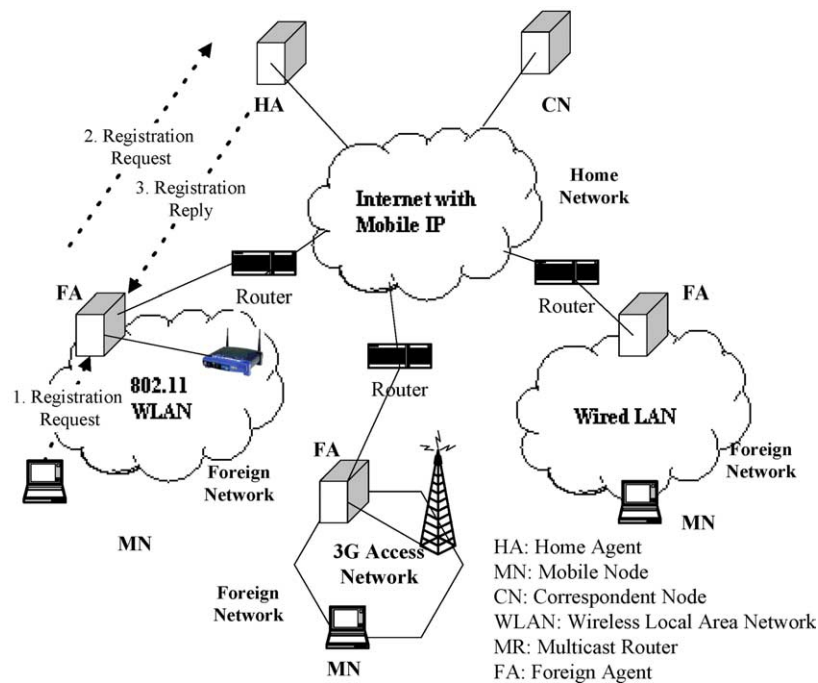 HA
CN
2. Registration
Request
3. Registration
Reply
Home
Network
Internet with
Mobile IP
FA
Router
Router
FA
Router
802.11
WLAN
1. Registration
Request
Wired LAN
Foreign
Network
Foreign
Network
FA
MN
MN
3G Access
Network
Foreign
Network
MN
HA: Home Agent
MN: Mobile Node
CN: Correspondent Node
WLAN: Wireless Local Area Network
MR: Multicast Router
FA: Foreign Agent